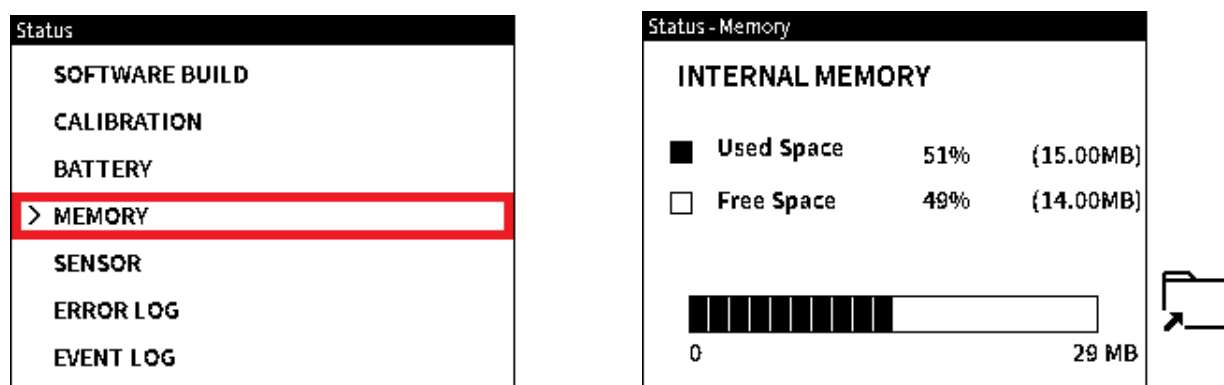 Status
SOFTWARE BUILD
CALIBRATION
BATTERY
> MEMORY
SENSOR
ERROR LOG
EVENT LOG
Status - Memory
INTERNAL MEMORY
Used Space 51% (15.00MB)
Free Space 49% (14.00MB)
0 29 MB